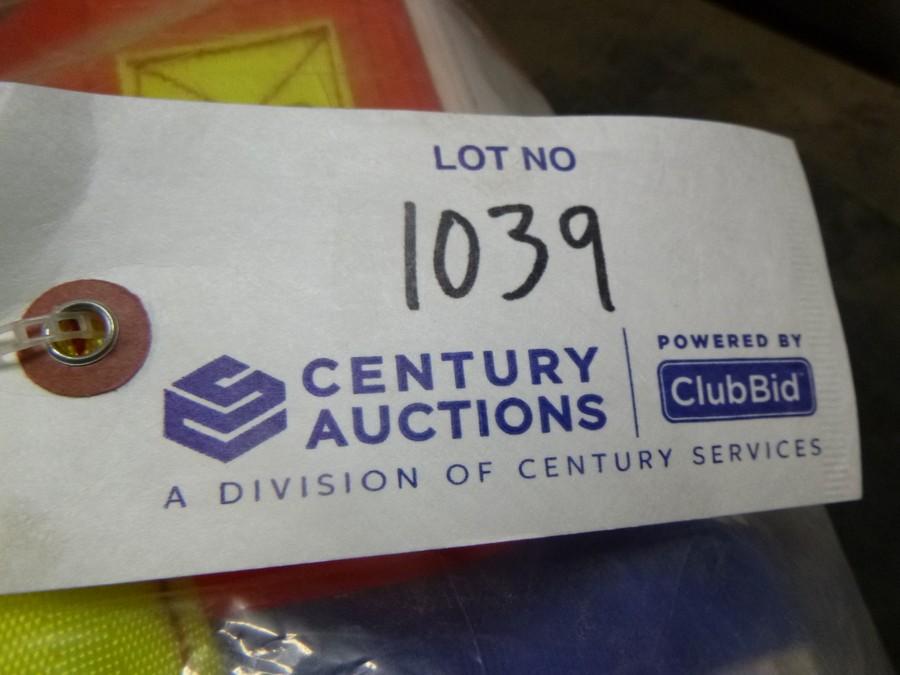 LOT NO
1039
CENTURY
AUCTIONS
POWERED BY
ClubBid
A DIVISION OF CENTURY SERVICES